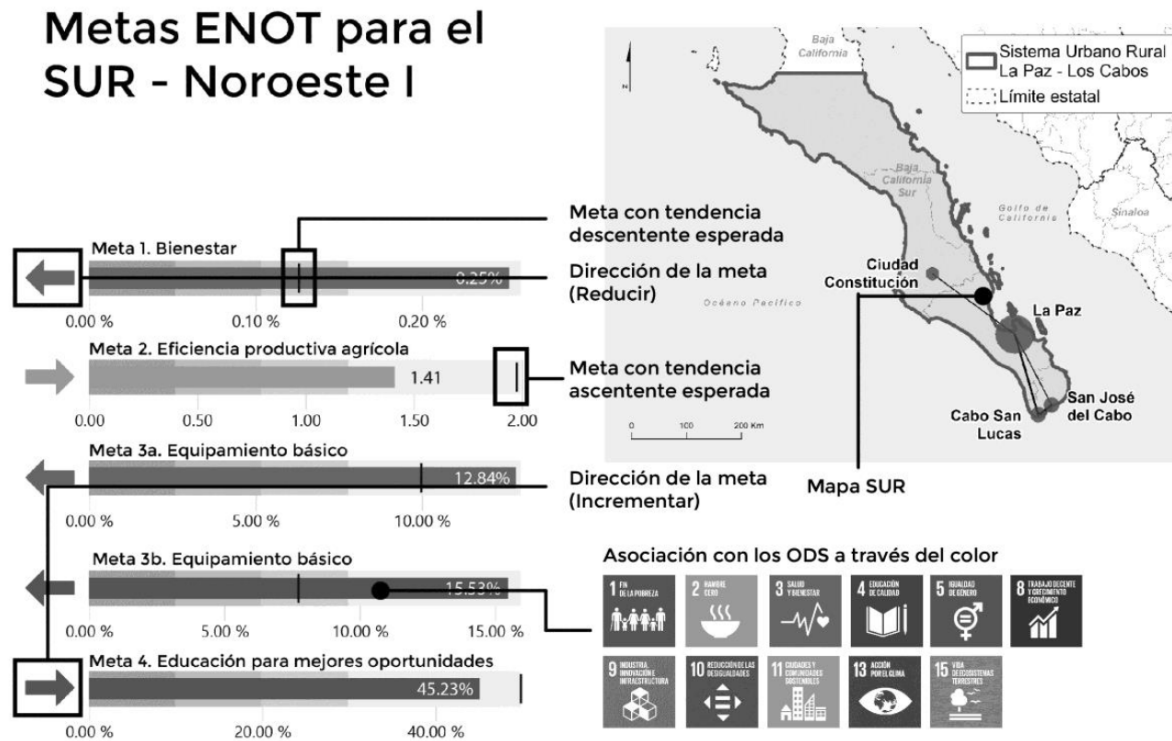 Metas ENOT para el
SUR - Noroeste I
Meta 1. Bienestar
0.25%
0.00 %
0.10 %
0.20 %
Meta 2. Eficiencia productiva agrícola
1.41
0.00
0.50
1.00
1.50
2.00
Meta 3a. Equipamiento básico
12.84%
0.00 %
5.00 %
10.00 %
Meta 3b. Equipamiento básico
15.53%
0.00 %
5.00 %
10.00 %
15.00 %
Meta 4. Educación para mejores oportunidades
45.23%
0.00 %
20.00 %
40.00 %
Meta con tendencia
descentente esperada
Dirección de la meta
(Reducir)
Meta con tendencia
ascentente esperada
Dirección de la meta
(Incrementar)
N
Baja
California
Sistema Urbano Rural
La Paz - Los Cabos
Límite estatal
Baja
California
Sur
Golfo de
California
Sinaloa
Océano Pacífico
Ciudad
Constitución
La Paz
San José
del Cabo
Cabo San
Lucas
0
100
200 Km
Mapa SUR
Asociación con los ODS a través del color
1 FIN
DE LA POBREZA
2 HAMBRE
CERO
3 SALUD
Y BIENESTAR
4 EDUCACIÓN
DE CALIDAD
5 IGUALDAD
DE GÉNERO
8 TRABAJO DECENTE
Y CRECIMIENTO
ECONÓMICO
9 INDUSTRIA,
INNOVACIÓN E
INFRAESTRUCTURA
10 REDUCCIÓN DE LAS
DESIGUALDADES
11 CIUDADES Y
COMUNIDADES
SOSTENIBLES
13 ACCIÓN
POR EL CLIMA
15 VIDA
DE ECOSISTEMAS
TERRESTRES